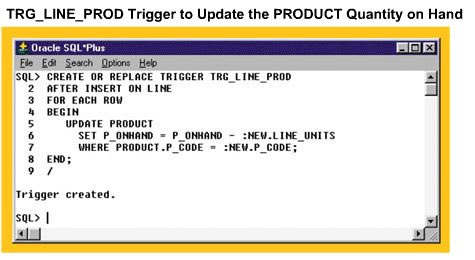 TRG_LINE_PROD Trigger to Update the PRODUCT Quantity on Hand
Oracle SQL*Plus
File Edit Search Options Help
SQL> CREATE OR REPLACE TRIGGER TRG_LINE_PROD
2 AFTER INSERT ON LINE
3 FOR EACH ROW
4 BEGIN
5 UPDATE PRODUCT
6 SET P_ONHAND = P_ONHAND - :NEW.LINE_UNITS
7 WHERE PRODUCT.P_CODE = :NEW.P_CODE;
8 END;
9 /
Trigger created.
SQL>